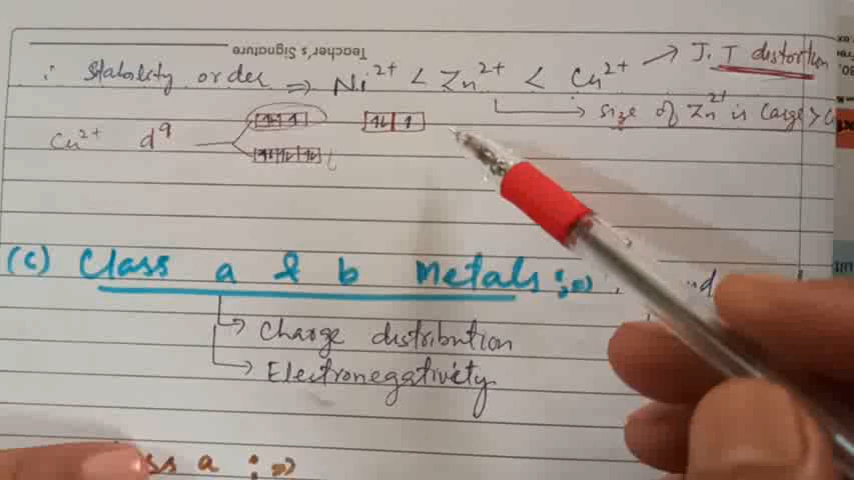 Teacher's Signature
∴ Stability order ⇒ Ni²⁺ < Zn²⁺ < Cu²⁺ → J.T distortion
→ size of Zn²⁺ is large >
Cu²⁺ d⁹
(c) Class a & b Metals :⇒
→ Charge distribution
→ Electronegativity
ss a :⇒